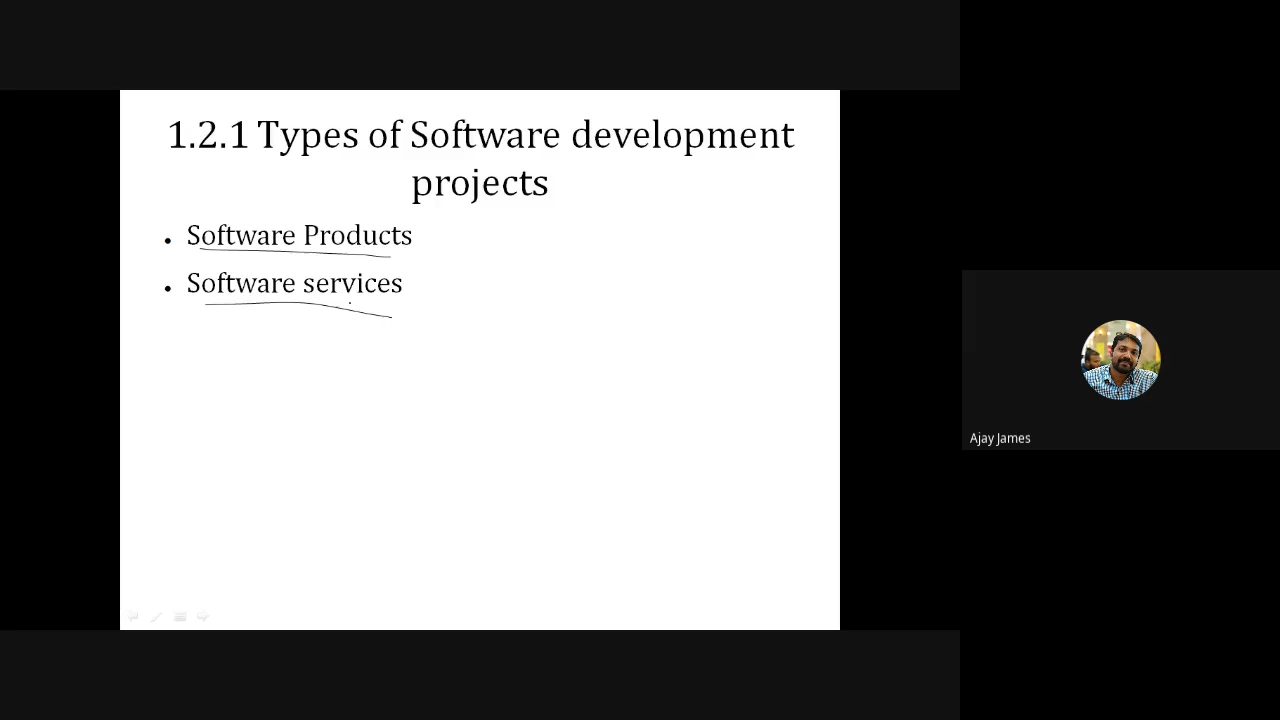 1.2.1 Types of Software development
projects
• Software Products
• Software services
Ajay James